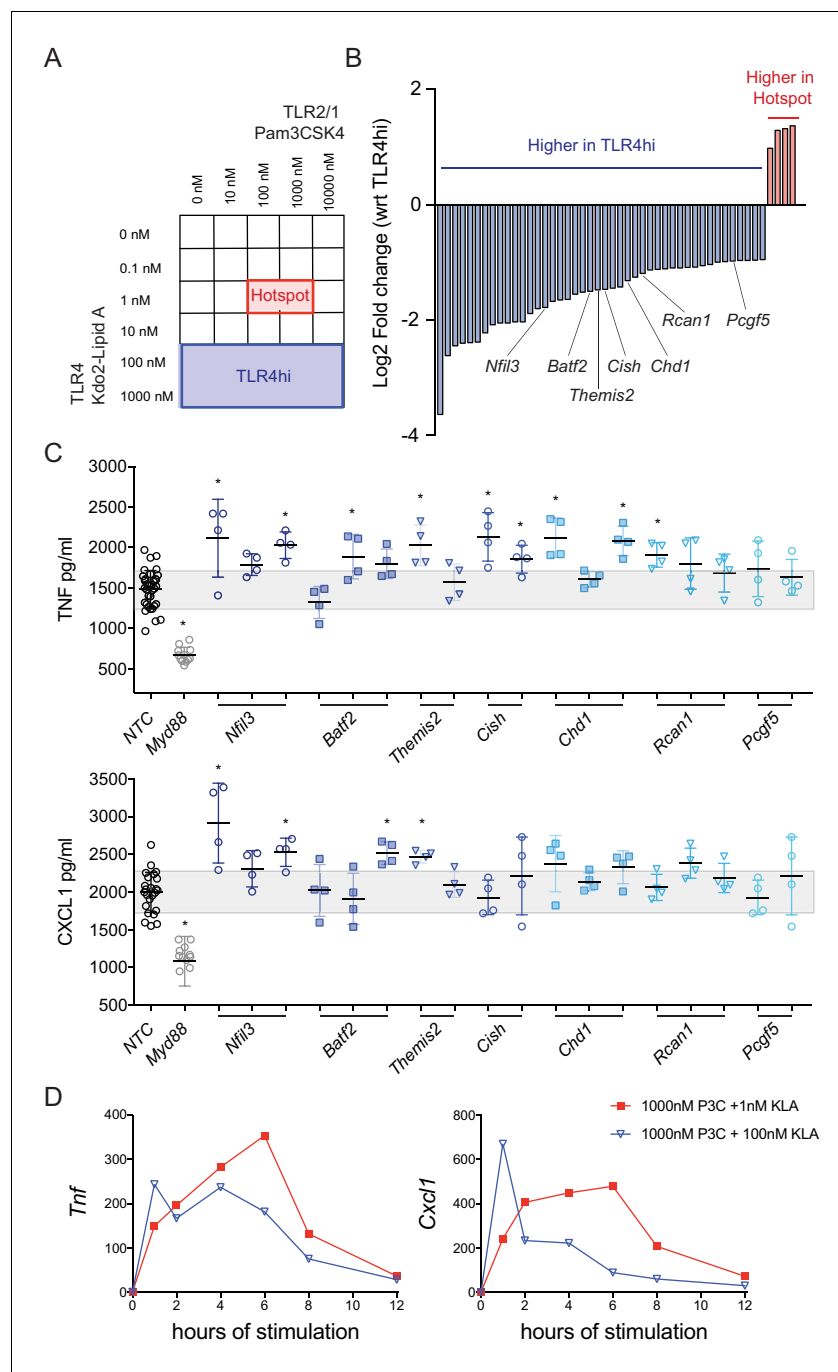 A
TLR2/1
Pam3CSK4
0 nM
10 nM
100 nM
1000 nM
10000 nM
TLR4
Kdo2-Lipid A
0 nM
0.1 nM
1 nM
10 nM
100 nM
1000 nM
Hotspot
TLR4hi
B
Log2 Fold change (wrt TLR4hi)
2
0
-2
-4
Higher in TLR4hi
Higher in
Hotspot
Nfil3
Batf2
Themis2
Cish
Chd1
Rcan1
Pcgf5
C
TNF pg/ml
3000
2500
2000
1500
1000
500
* * * * * * * * * * *
NTC
Myd88
Nfil3
Batf2
Themis2
Cish
Chd1
Rcan1
Pcgf5
CXCL1 pg/ml
3500
3000
2500
2000
1500
1000
500
* * * * *
NTC
Myd88
Nfil3
Batf2
Themis2
Cish
Chd1
Rcan1
Pcgf5
D
Tnf
400
300
200
100
0
0 2 4 6 8 10 12
hours of stimulation
Cxcl1
800
600
400
200
0
0 2 4 6 8 10 12
hours of stimulation
1000nM P3C +1nM KLA
1000nM P3C + 100nM KLA